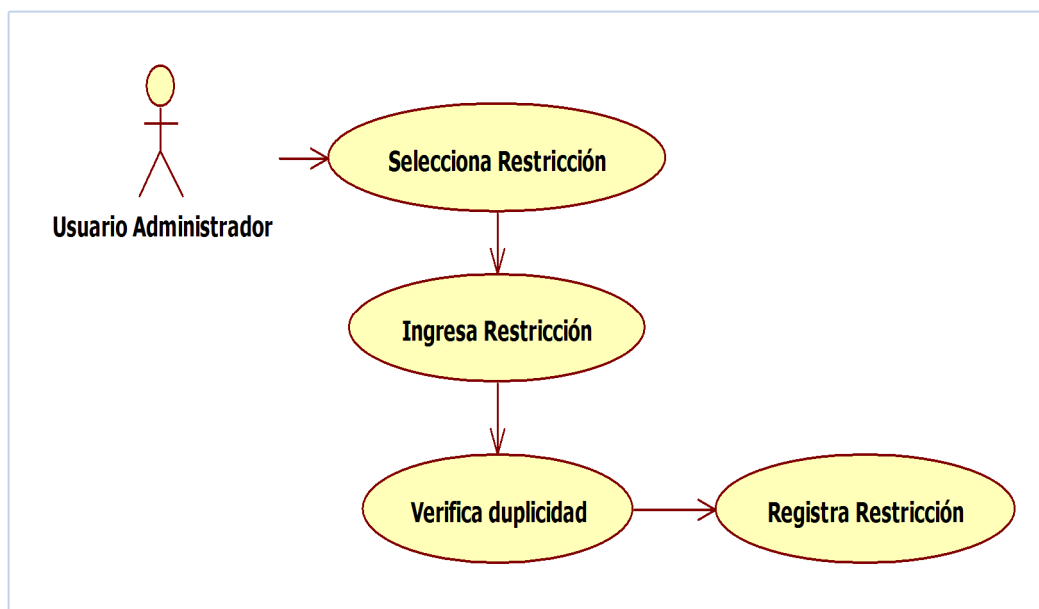 Selecciona Restricción
Usuario Administrador
Ingresa Restricción
Verifica duplicidad
Registra Restricción